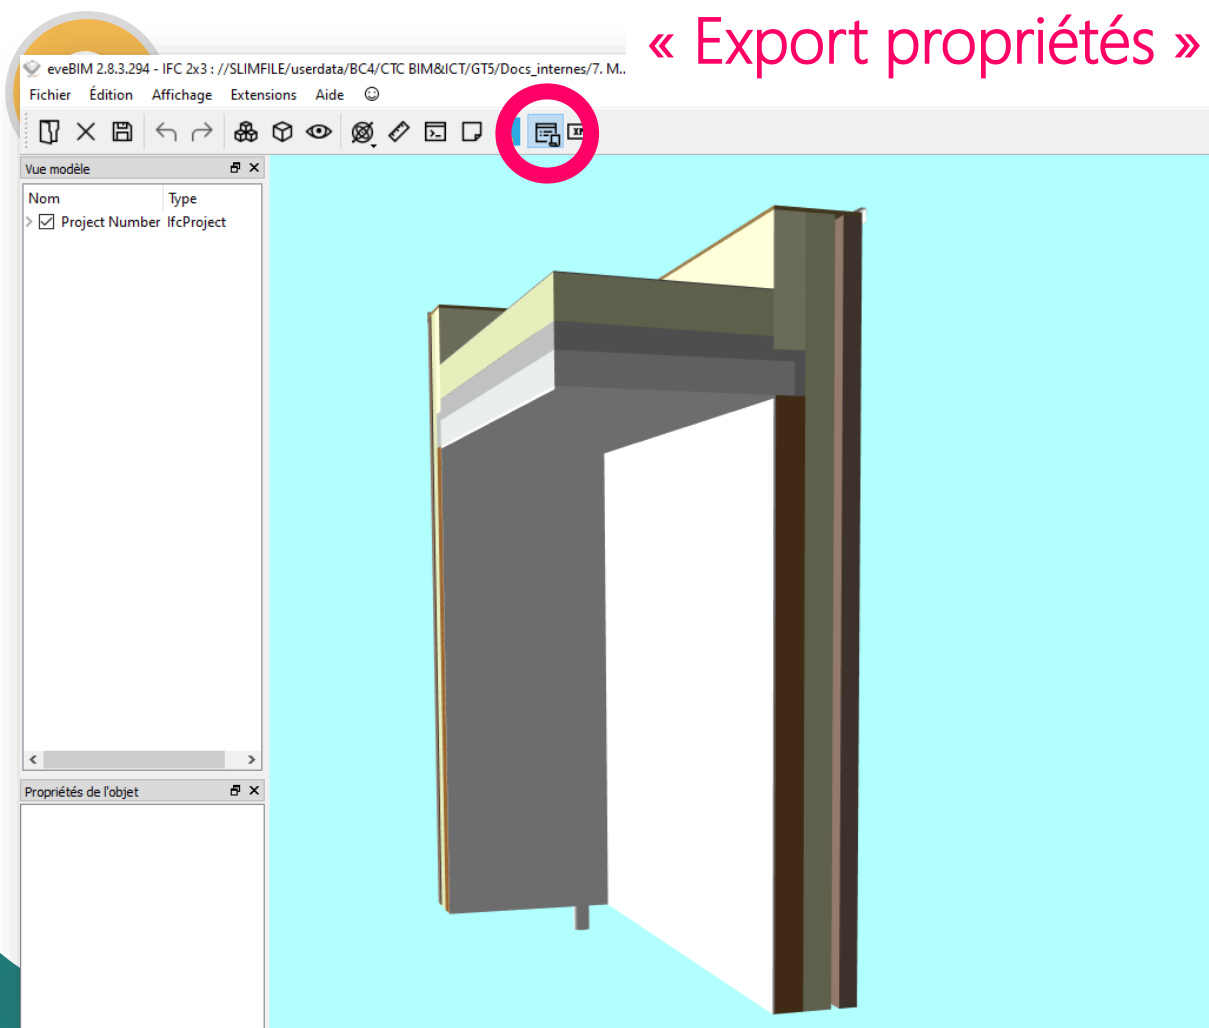 « Export propriétés »
eveBIM 2.8.3.294 - IFC 2x3 : //SLIMFILE/userdata/BC4/CTC BIM&ICT/GT5/Docs_internes/7. M..
Fichier Édition Affichage Extensions Aide
Vue modèle
Nom Type
Project Number IfcProject
Propriétés de l'objet